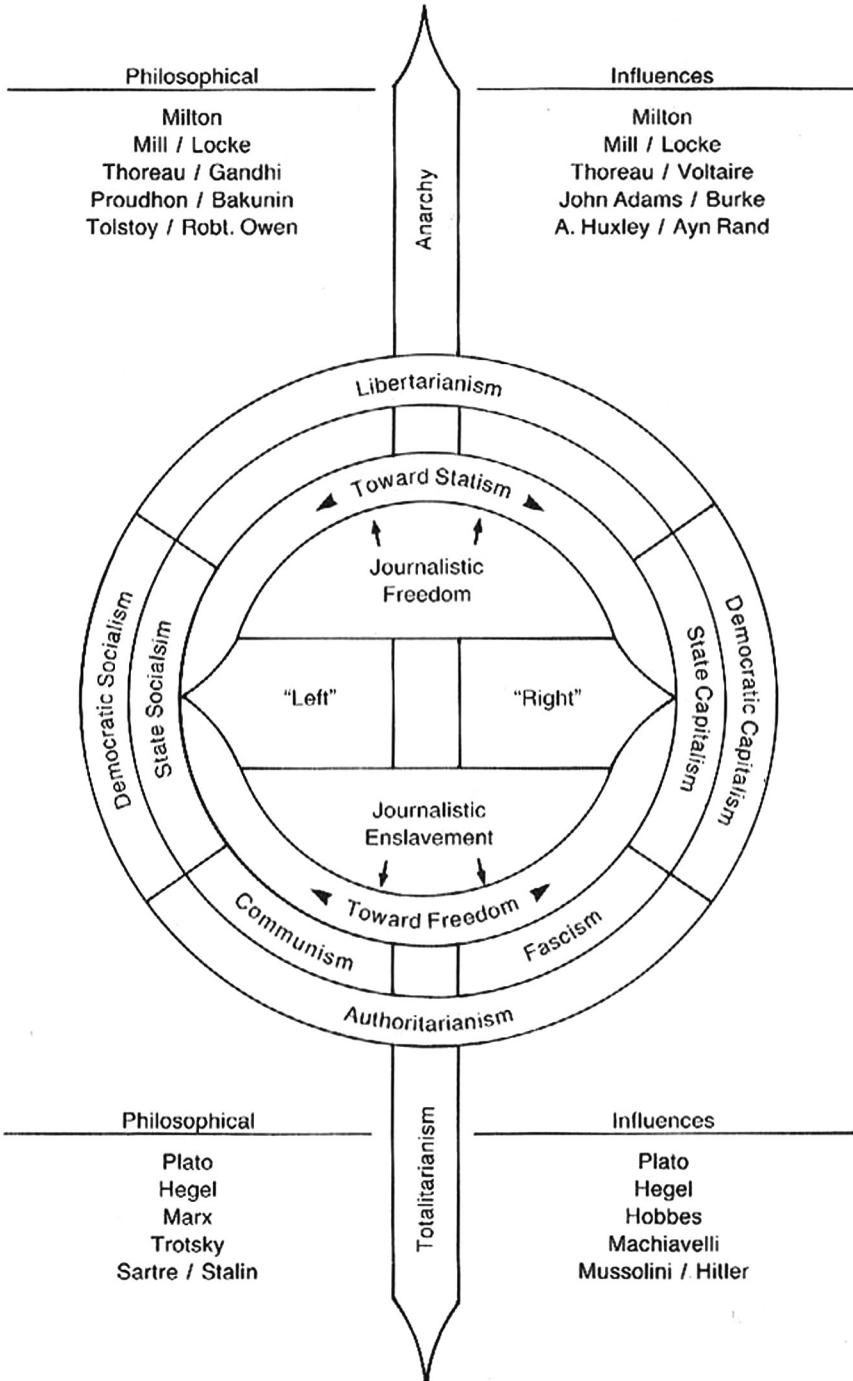 Philosophical
Milton
Mill / Locke
Thoreau / Gandhi
Proudhon / Bakunin
Tolstoy / Robt. Owen
Influences
Milton
Mill / Locke
Thoreau / Voltaire
John Adams / Burke
A. Huxley / Ayn Rand
Anarchy
Libertarianism
Toward Statism
Journalistic
Freedom
Democratic Socialism
State Socialsim
"Left"
"Right"
State Capitalism
Democratic Capitalism
Journalistic
Enslavement
Toward Freedom
Communism
Fascism
Authoritarianism
Totalitarianism
Philosophical
Plato
Hegel
Marx
Trotsky
Sartre / Stalin
Influences
Plato
Hegel
Hobbes
Machiavelli
Mussolini / Hitler